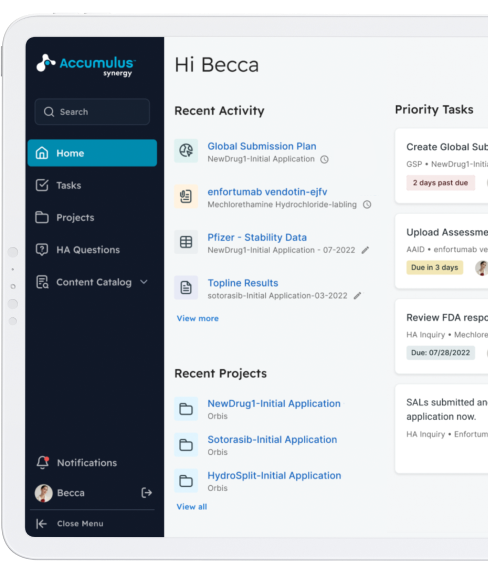 Accumulus
synergy
Search
Home
Tasks
Projects
HA Questions
Content Catalog
Notifications
Becca
Close Menu
Hi Becca
Recent Activity
Global Submission Plan
NewDrug1-Initial Application
enfortumab vendotin-ejfv
Mechlorethamine Hydrochloride-labling
Pfizer - Stability Data
NewDrug1-Initial Application - 07-2022
Topline Results
sotorasib-Initial Application-03-2022
View more
Recent Projects
NewDrug1-Initial Application
Orbis
Sotorasib-Initial Application
Orbis
HydroSplit-Initial Application
Orbis
View all
Priority Tasks
Create Global Sub
GSP • NewDrug1-Initia
2 days past due
Upload Assessme
AAID • enfortumab ve
Due in 3 days
Review FDA respo
HA Inquiry • Mechlore
Due: 07/28/2022
SALs submitted an
application now.
HA Inquiry • Enfortum